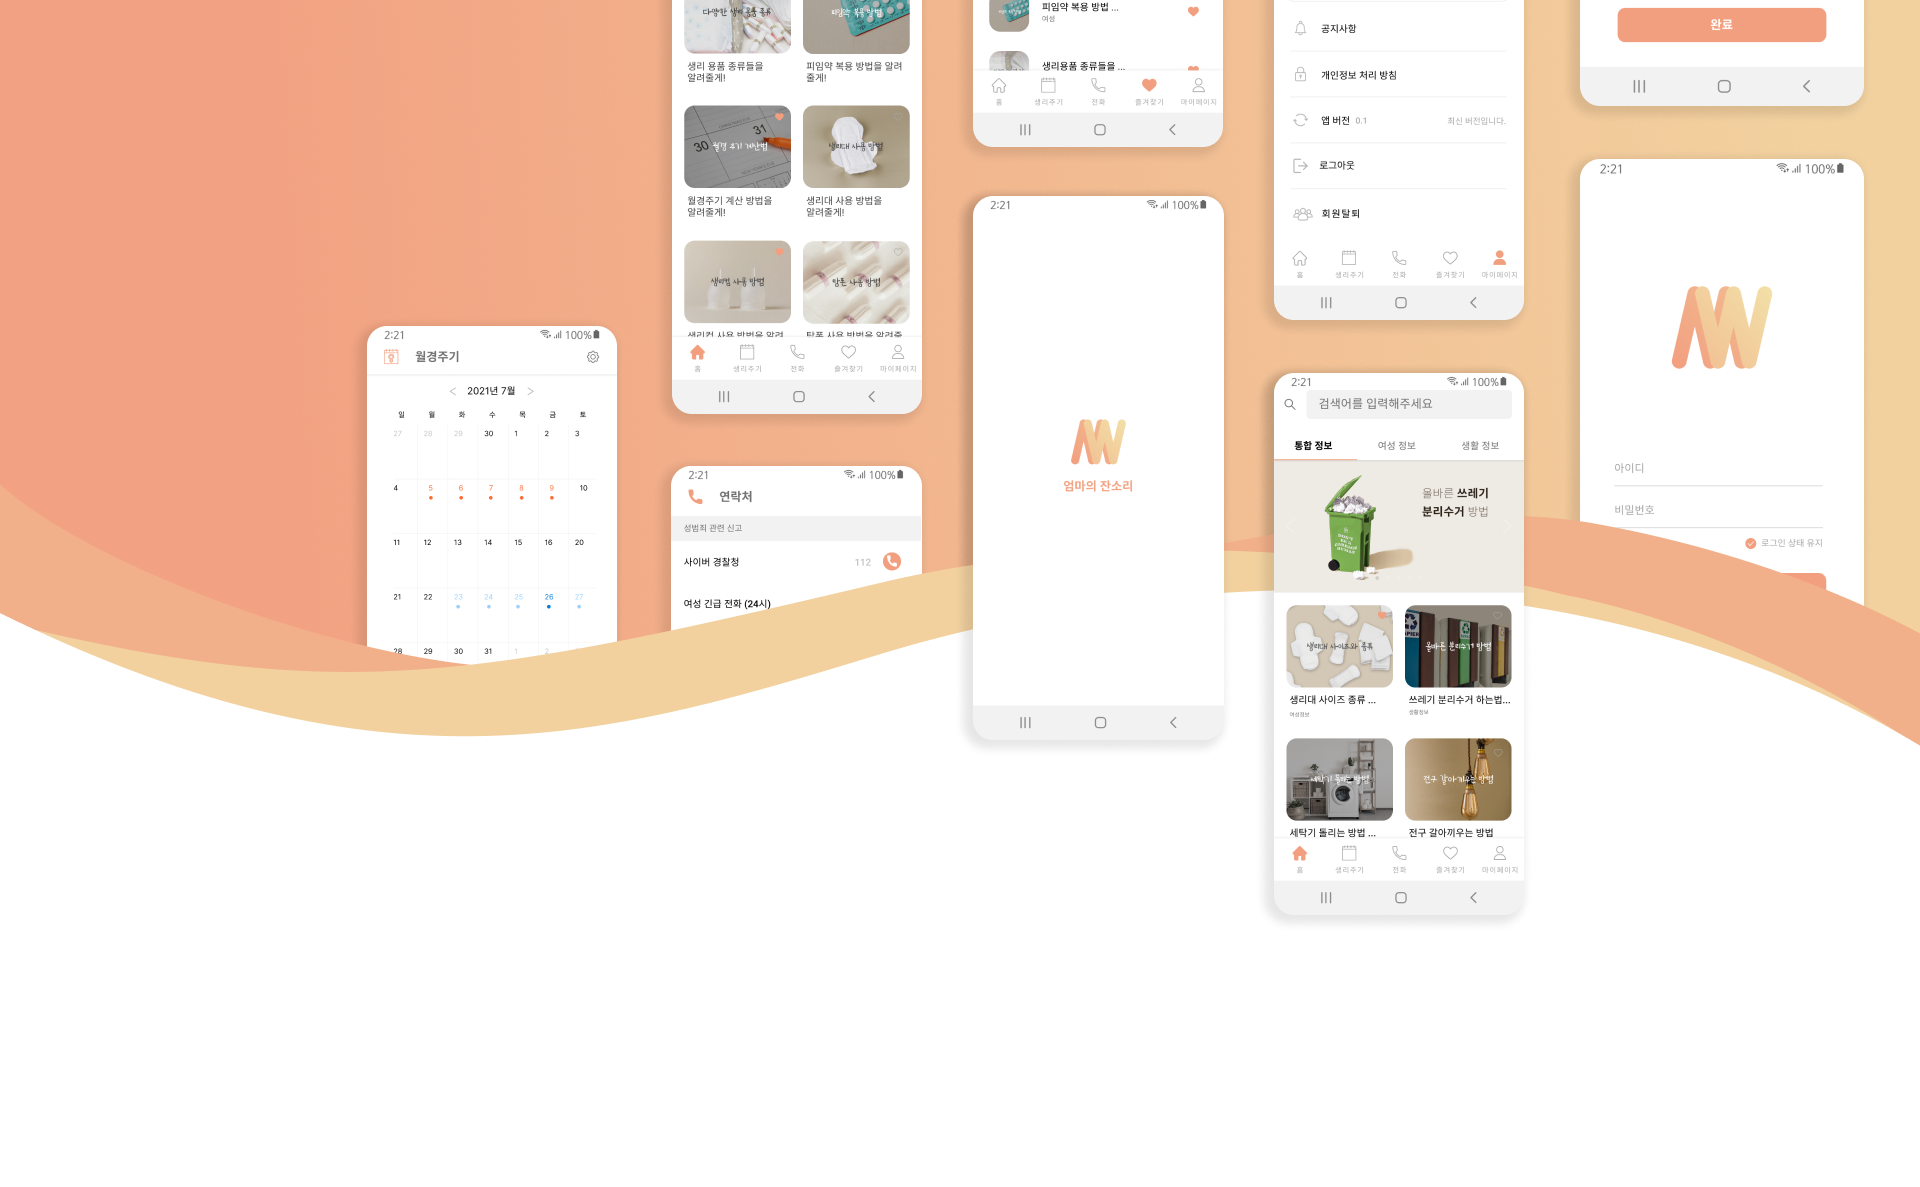 2:21
100%
월경주기
2021년 7월
일 월 화 수 목 금 토
27 28 29 30 1 2 3
4 5 6 7 8 9 10
11 12 13 14 15 16 20
21 22 23 24 25 26 27
28 29 30 31 1 2
다양한 생리 용품 종류
피임약 복용 방법
생리 용품 종류들을
알려줄게!
피임약 복용 방법을 알려
줄게!
30 31
월경 주기 계산법
생리대 사용 방법
월경주기 계산 방법을
알려줄게!
생리대 사용 방법을
알려줄게!
생리컵 사용 방법
탐폰 사용 방법
생리컵 사용 방법을 알려
탐폰 사용 방법을 알려줄
홈 생리주기 전화 즐겨찾기 마이페이지
2:21
100%
연락처
성범죄 관련 신고
사이버 경찰청
112
여성 긴급 전화 (24시)
피임약 복용 방법 ...
여성
생리용품 종류들을 ...
홈 생리주기 전화 즐겨찾기 마이페이지
2:21
100%
엄마의 잔소리
공지사항
개인정보 처리 방침
앱 버전 0.1
최신 버전입니다.
로그아웃
회원탈퇴
홈 생리주기 전화 즐겨찾기 마이페이지
2:21
100%
검색어를 입력해주세요
통합 정보 여성 정보 생활 정보
올바른 쓰레기
분리수거 방법
생리대 사이즈와 종류
올바른 분리수거 방법
생리대 사이즈 종류 ...
여성정보
쓰레기 분리수거 하는법...
생활정보
세탁기 돌리는 방법
전구 갈아끼우는 방법
세탁기 돌리는 방법 ...
전구 갈아끼우는 방법
홈 생리주기 전화 즐겨찾기 마이페이지
완료
2:21
100%
아이디
비밀번호
로그인 상태 유지